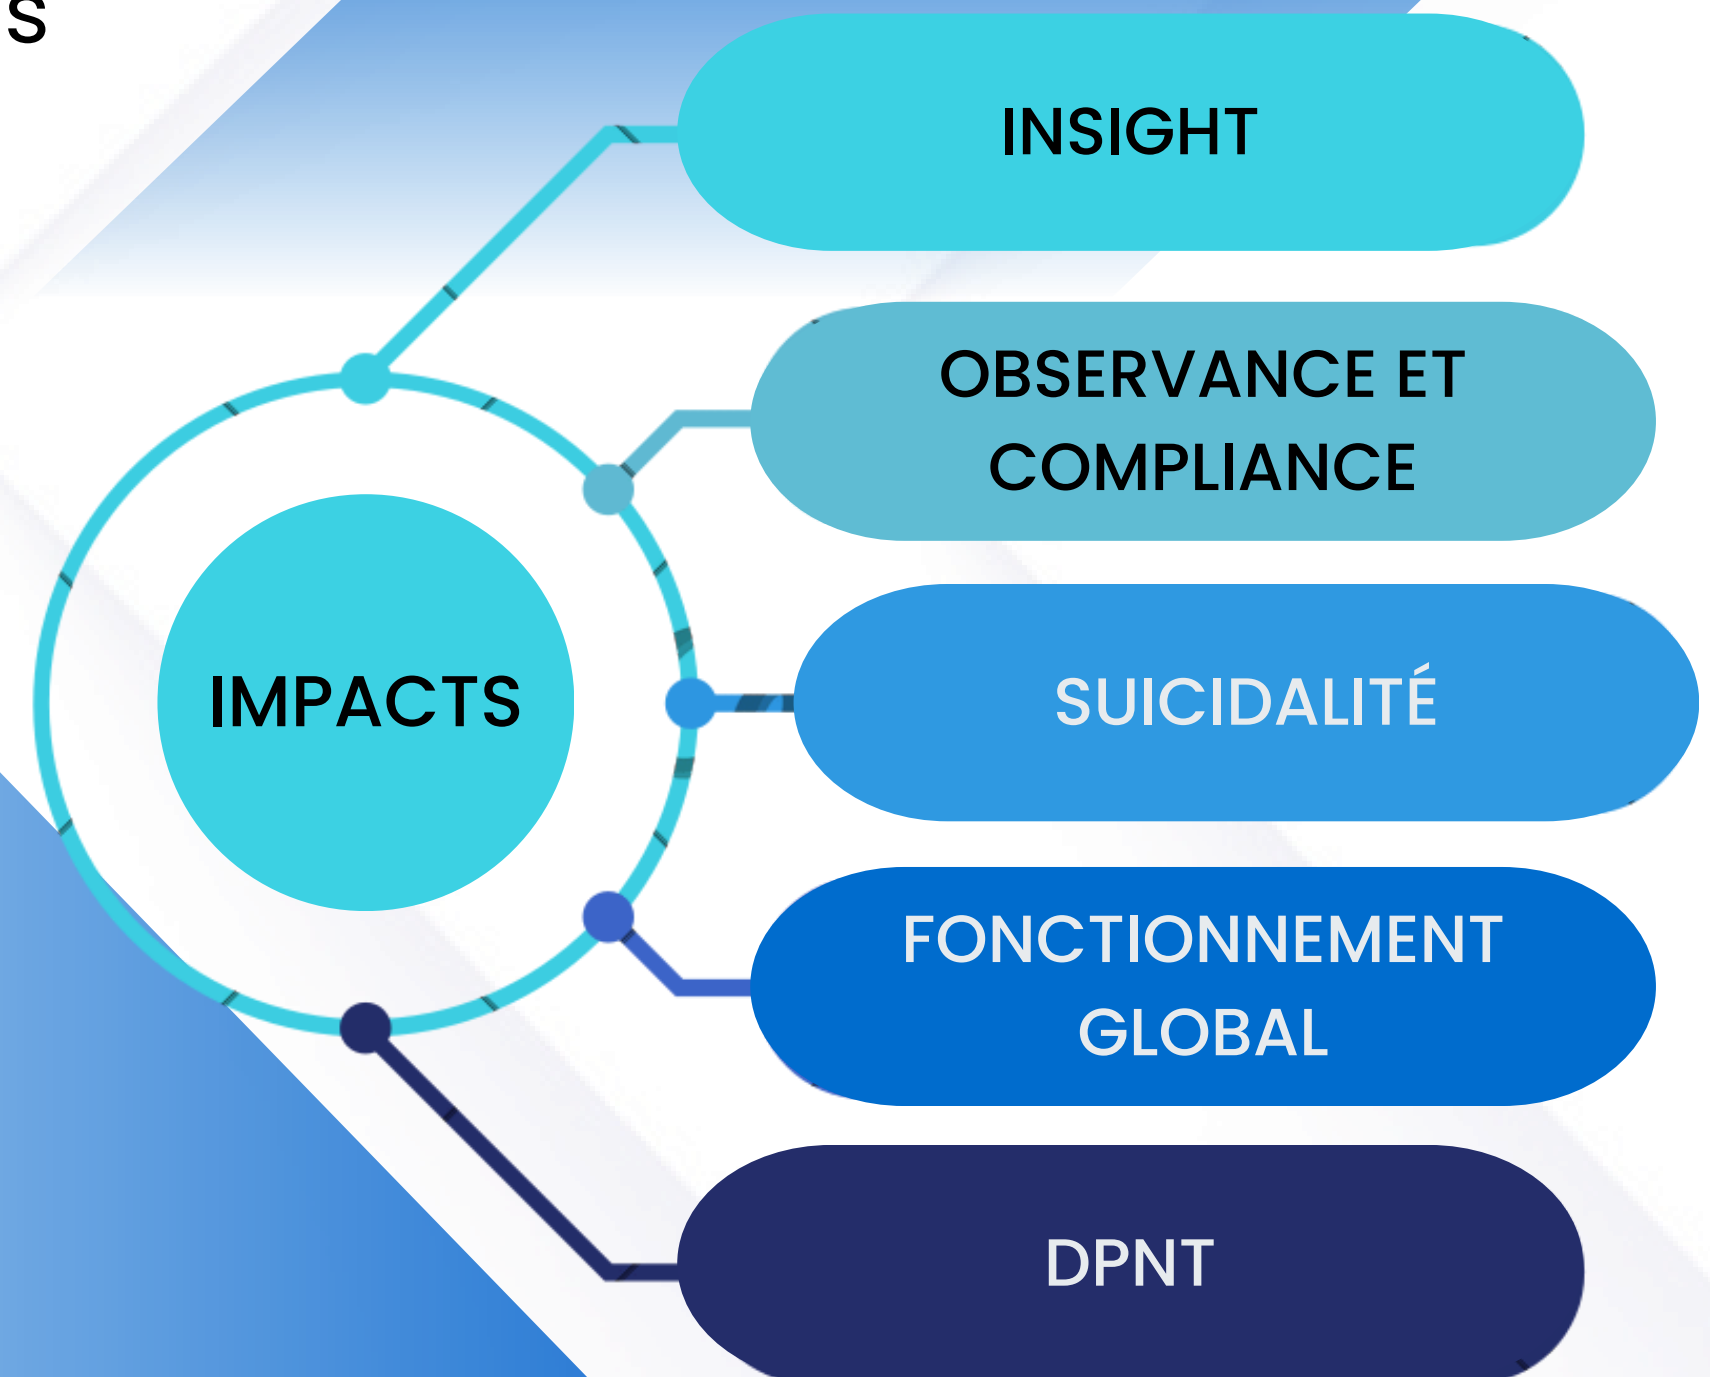 S
INSIGHT
OBSERVANCE ET
COMPLIANCE
IMPACTS
SUICIDALITÉ
FONCTIONNEMENT
GLOBAL
DPNT